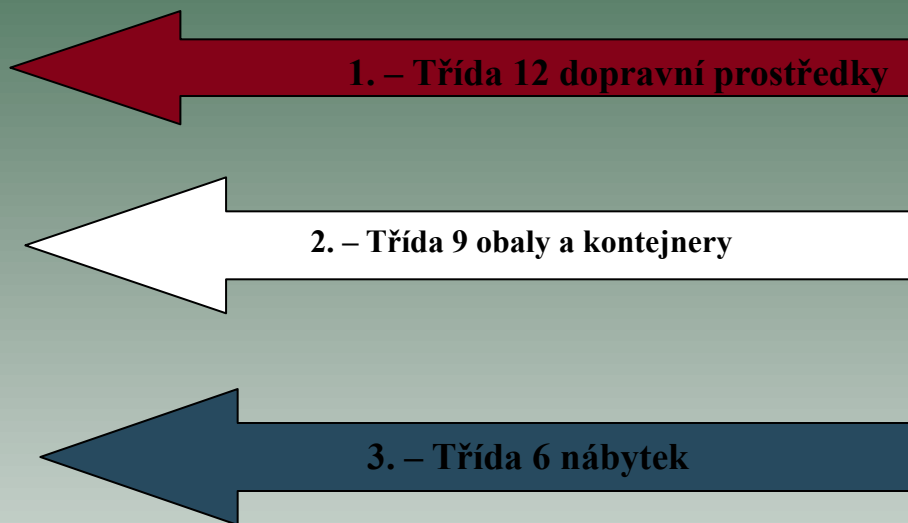 1. – Třída 12 dopravní prostředky
2. – Třída 9 obaly a kontejnery
3. – Třída 6 nábytek